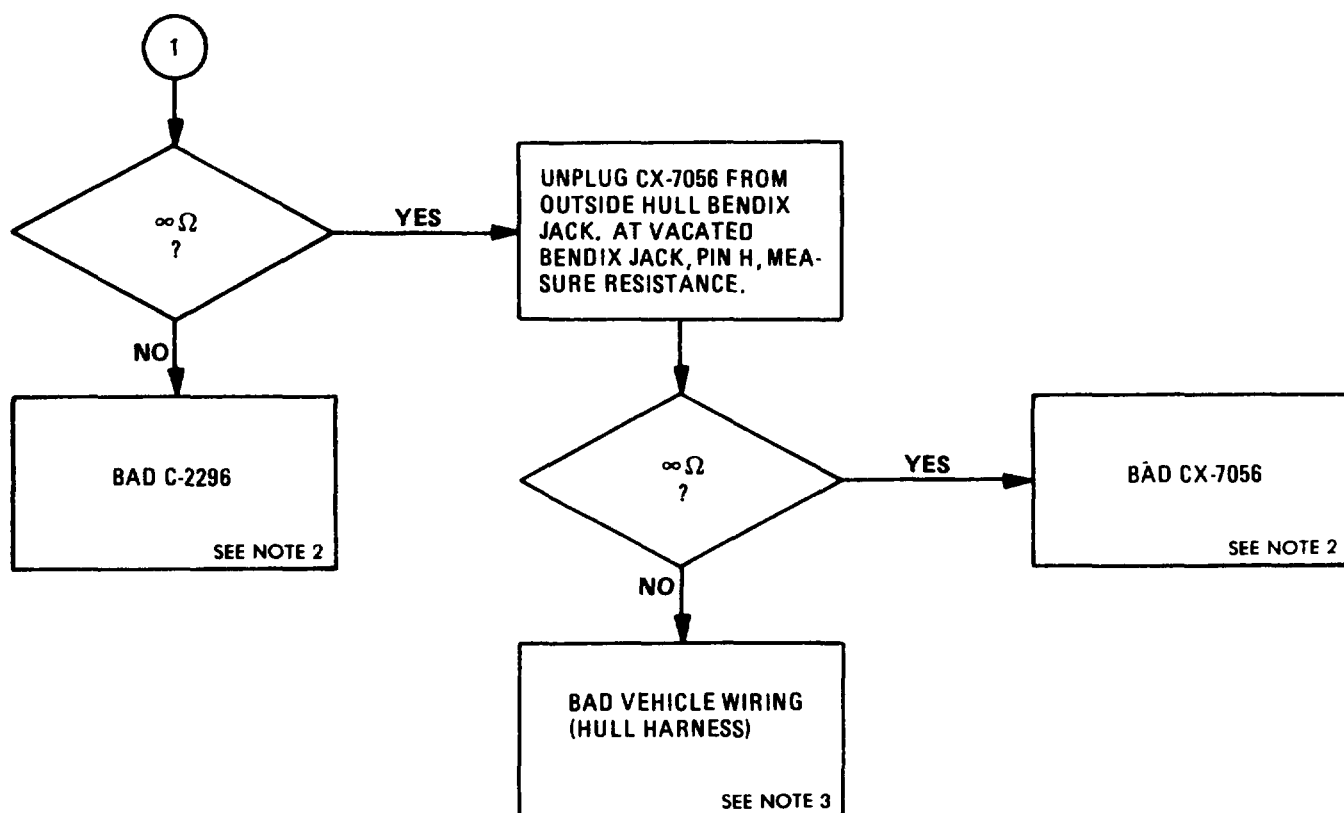 1
∞ Ω
?
YES
NO
UNPLUG CX-7056 FROM
OUTSIDE HULL BENDIX
JACK. AT VACATED
BENDIX JACK, PIN H, MEA-
SURE RESISTANCE.
BAD C-2296
SEE NOTE 2
∞ Ω
?
YES
NO
BAD CX-7056
SEE NOTE 2
BAD VEHICLE WIRING
(HULL HARNESS)
SEE NOTE 3